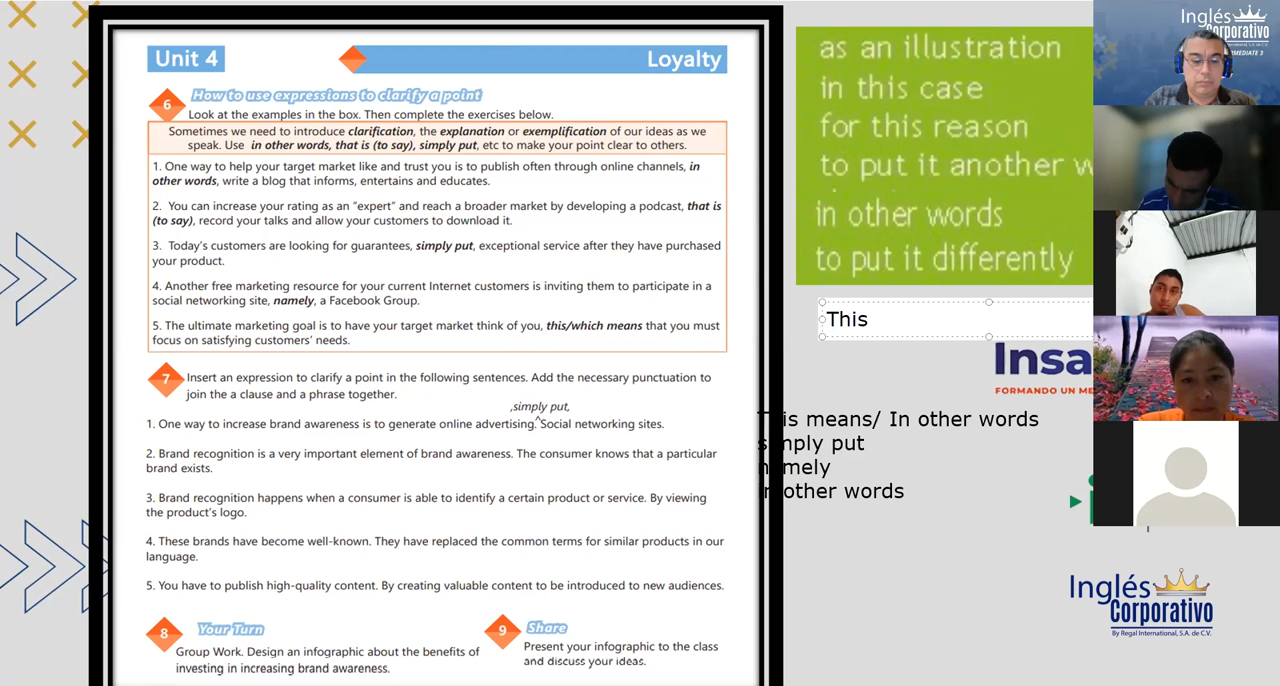 Unit 4
Loyalty
6
How to use expressions to clarify a point
Look at the examples in the box. Then complete the exercises below.
Sometimes we need to introduce clarification, the explanation or exemplification of our ideas as we
speak. Use in other words, that is (to say), simply put, etc to make your point clear to others.
1. One way to help your target market like and trust you is to publish often through online channels, in
other words, write a blog that informs, entertains and educates.
2. You can increase your rating as an “expert” and reach a broader market by developing a podcast, that is
(to say), record your talks and allow your customers to download it.
3. Today’s customers are looking for guarantees, simply put, exceptional service after they have purchased
your product.
4. Another free marketing resource for your current Internet customers is inviting them to participate in a
social networking site, namely, a Facebook Group.
5. The ultimate marketing goal is to have your target market think of you, this/which means that you must
focus on satisfying customers’ needs.
7
Insert an expression to clarify a point in the following sentences. Add the necessary punctuation to
join the a clause and a phrase together.
,simply put,
1. One way to increase brand awareness is to generate online advertising.^Social networking sites.
2. Brand recognition is a very important element of brand awareness. The consumer knows that a particular
brand exists.
3. Brand recognition happens when a consumer is able to identify a certain product or service. By viewing
the product’s logo.
4. These brands have become well-known. They have replaced the common terms for similar products in our
language.
5. You have to publish high-quality content. By creating valuable content to be introduced to new audiences.
8
Your Turn
Group Work. Design an infographic about the benefits of
investing in increasing brand awareness.
9
Share
Present your infographic to the class
and discuss your ideas.
as an illustration
in this case
for this reason
to put it another w
in other words
to put it differently
This
Insa
FORMANDO UN ME
This means/ In other words
simply put
namely
in other words
Inglés
Corporativo
By Regal International, S.A. de C.V.
Inglés
Corporativo